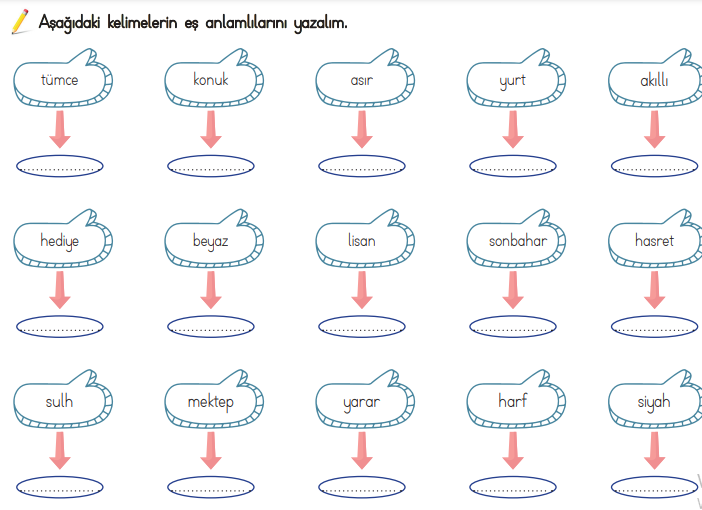 Aşağıdaki kelimelerin eş anlamlılarını yazalım.
tümce konuk asır yurt akıllı
hediye beyaz lisan sonbahar hasret
sulh mektep yarar harf siyah